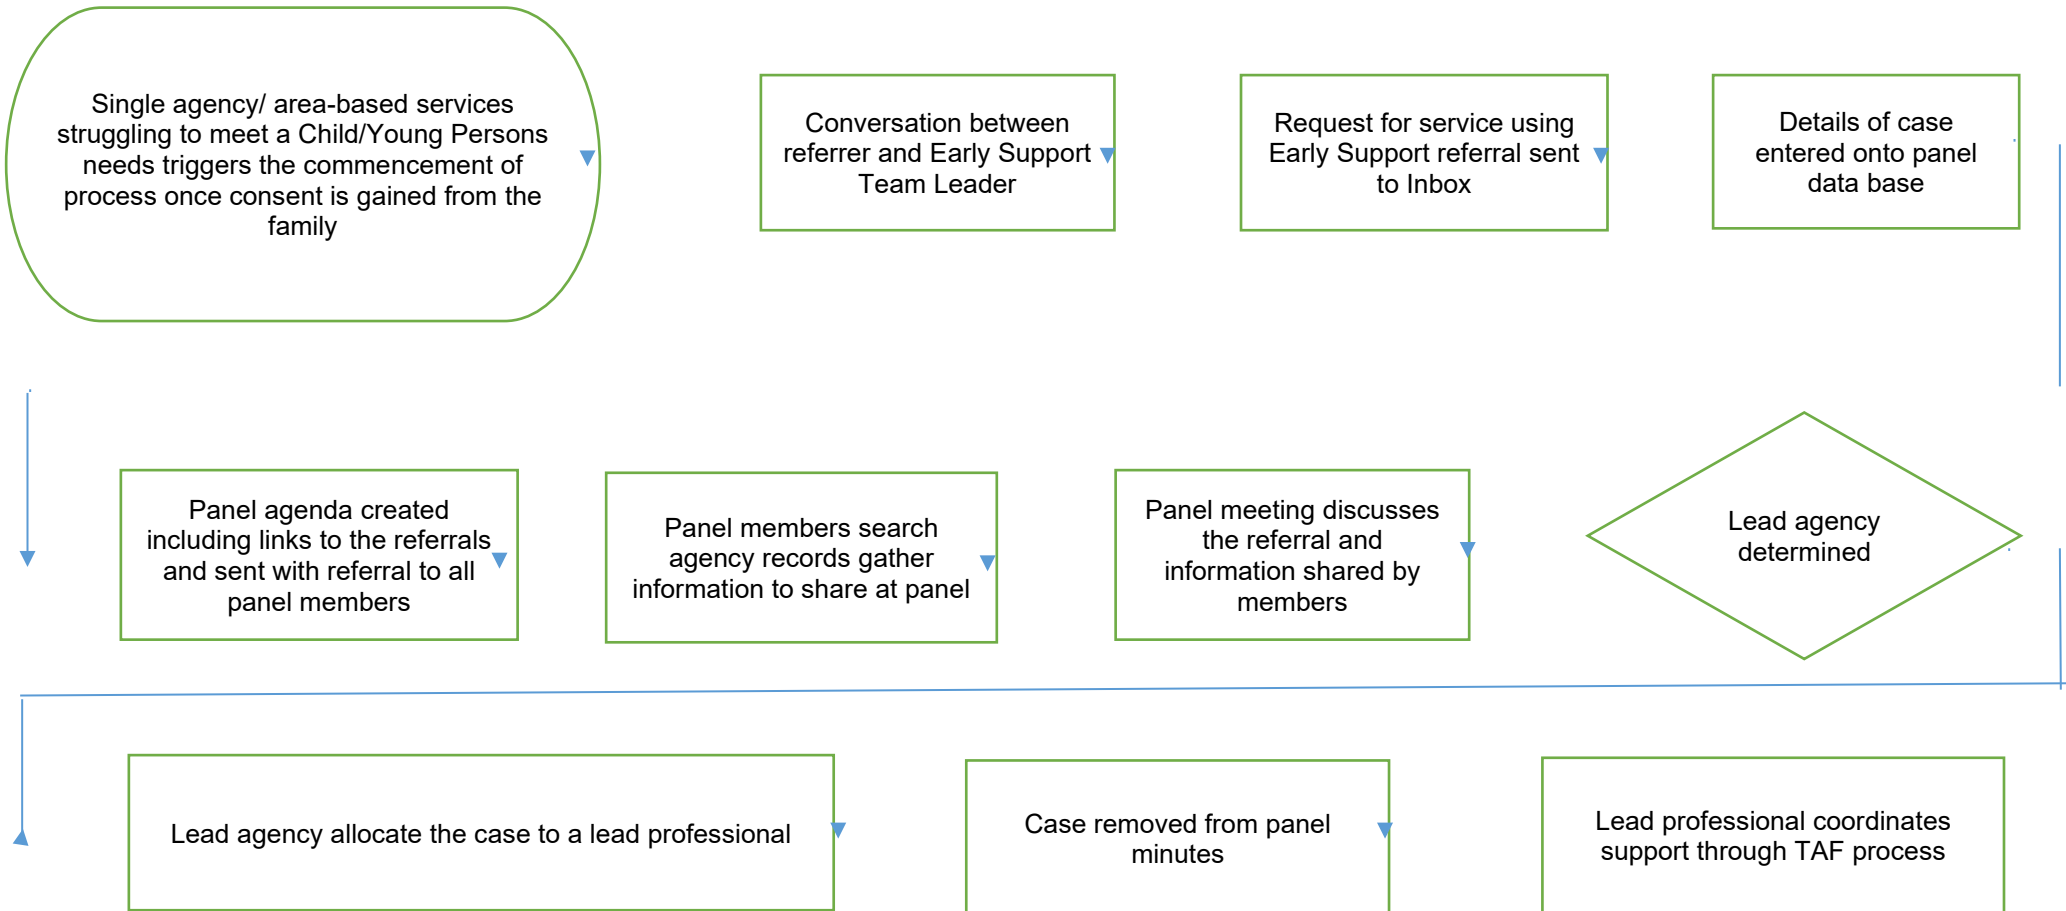 Single agency/ area-based services
struggling to meet a Child/Young Persons
needs triggers the commencement of
process once consent is gained from the
family
Conversation between
referrer and Early Support
Team Leader
Request for service using
Early Support referral sent
to Inbox
Details of case
entered onto panel
data base
Panel agenda created
including links to the referrals
and sent with referral to all
panel members
Panel members search
agency records gather
information to share at panel
Panel meeting discusses
the referral and
information shared by
members
Lead agency
determined
Lead agency allocate the case to a lead professional
Case removed from panel
minutes
Lead professional coordinates
support through TAF process